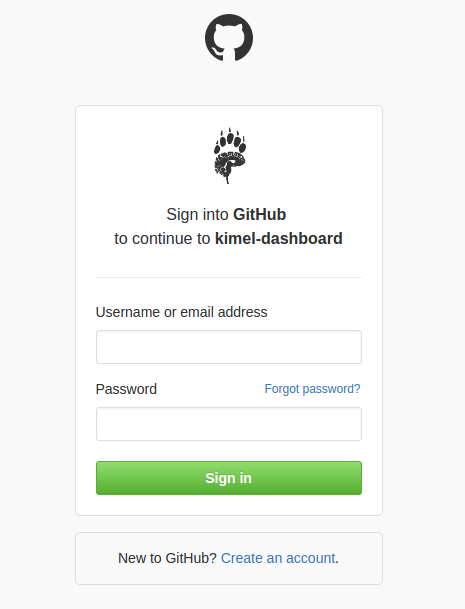 Sign into GitHub
to continue to kimel-dashboard
Username or email address
Password Forgot password?
Sign in
New to GitHub? Create an account.